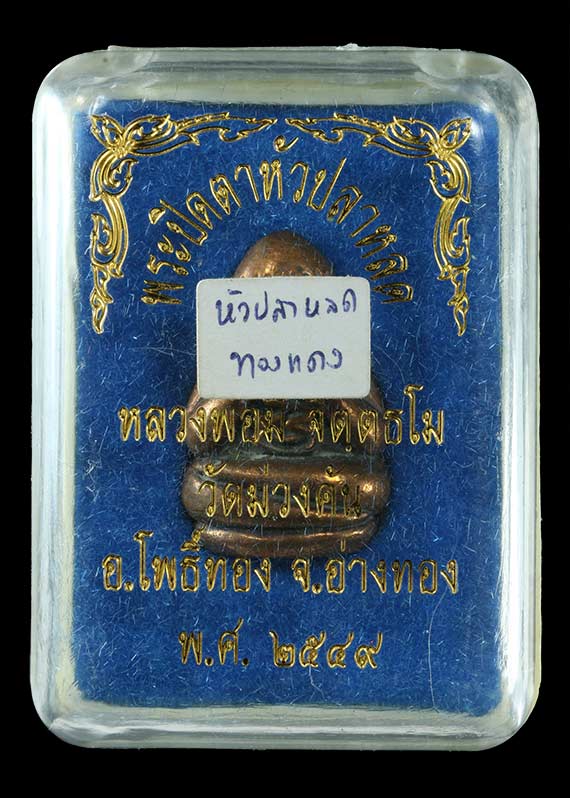 พระปิดตาหัวปลาหลด
หัวปลาหลด
ทองแดง
หลวงพ่อมี จิตฺตธโม
วัดม่วงคัน
อ.โพธิ์ทอง จ.อ่างทอง
พ.ศ. ๒๕๔๙